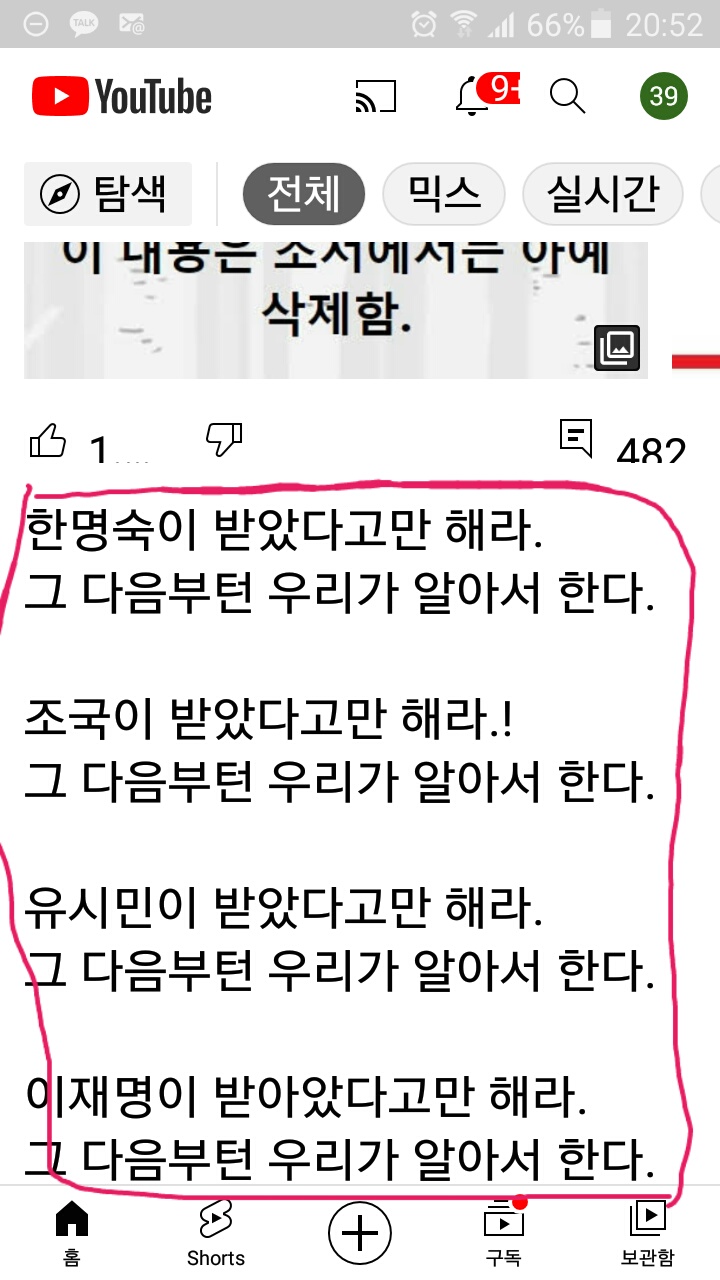 TALK 66% 20:52
YouTube 9+ 39
탐색 전체 믹스 실시간
이 내용은 조서에서는 아예
삭제함.
482
한명숙이 받았다고만 해라.
그 다음부턴 우리가 알아서 한다.
조국이 받았다고만 해라.!
그 다음부턴 우리가 알아서 한다.
유시민이 받았다고만 해라.
그 다음부턴 우리가 알아서 한다.
이재명이 받아았다고만 해라.
그 다음부턴 우리가 알아서 한다.
홈 Shorts 구독 보관함